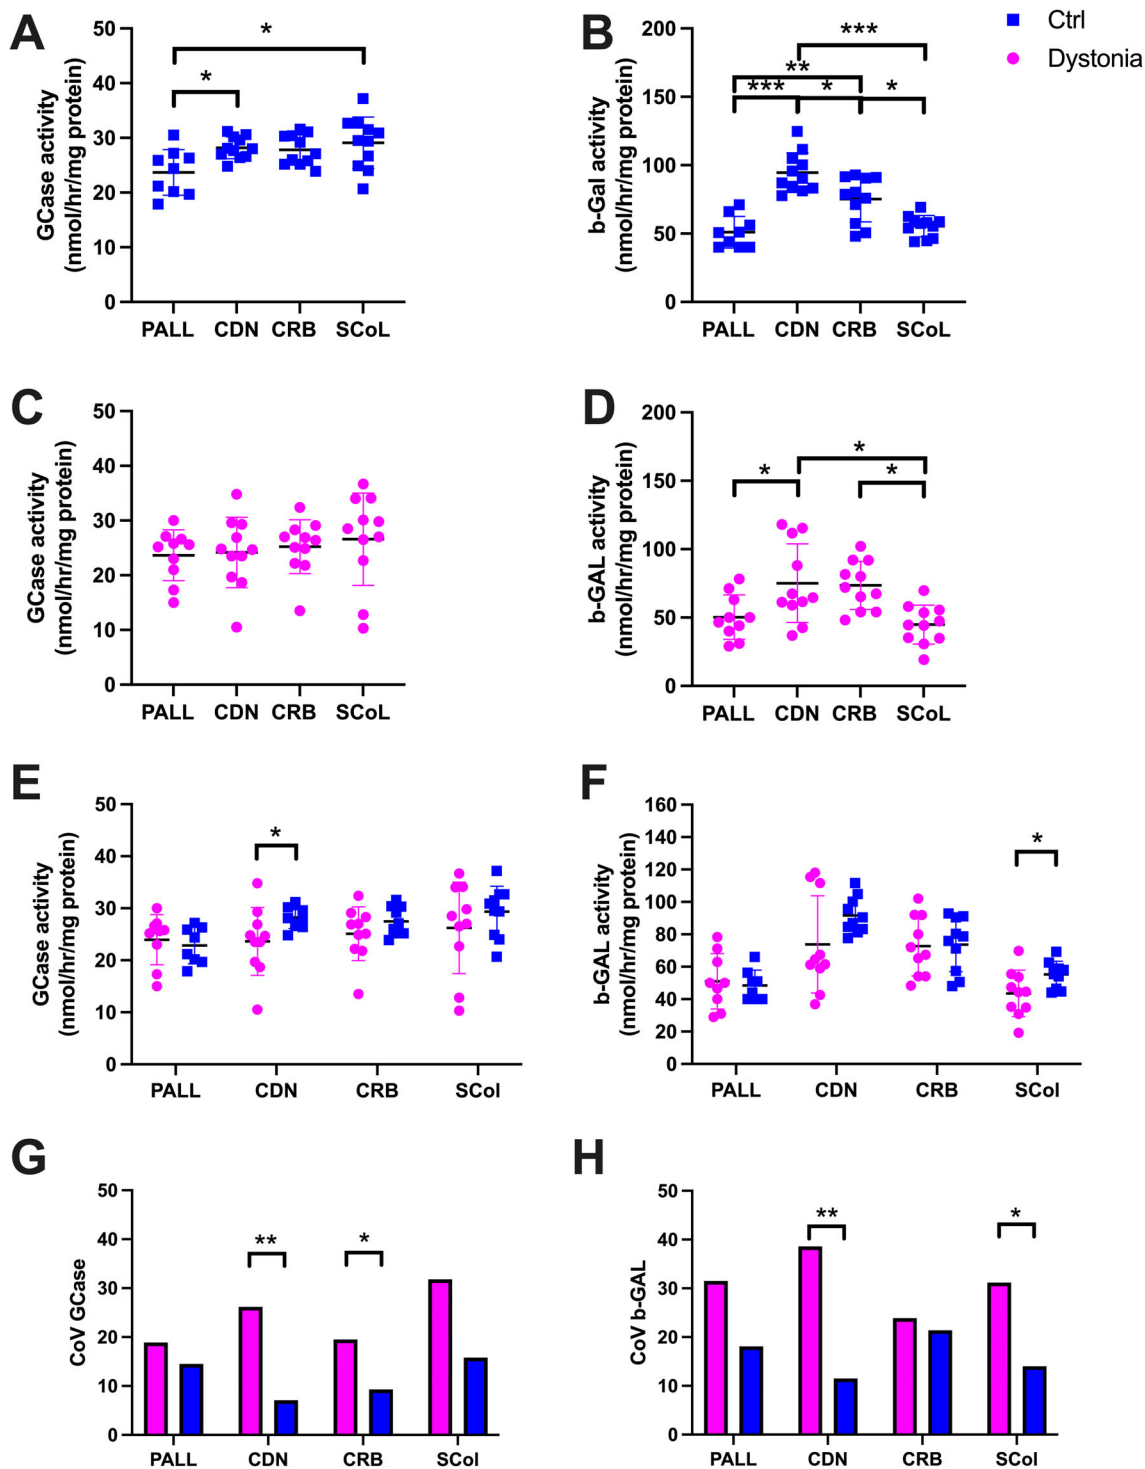 A
GCase activity
(nmol/hr/mg protein)
50
40
30
20
10
0
*
*
PALL CDN CRB SCoL
B
b-Gal activity
(nmol/hr/mg protein)
200
150
100
50
0
***
**
*** * *
PALL CDN CRB SCoL
Ctrl
Dystonia
C
GCase activity
(nmol/hr/mg protein)
50
40
30
20
10
0
PALL CDN CRB SCoL
D
b-GAL activity
(nmol/hr/mg protein)
200
150
100
50
0
*
* *
PALL CDN CRB SCoL
E
GCase activity
(nmol/hr/mg protein)
50
40
30
20
10
0
*
PALL CDN CRB SCol
F
b-GAL activity
(nmol/hr/mg protein)
160
140
120
100
80
60
40
20
0
*
PALL CDN CRB SCol
G
CoV GCase
50
40
30
20
10
0
** *
PALL CDN CRB SCol
H
CoV b-GAL
50
40
30
20
10
0
** *
PALL CDN CRB SCol